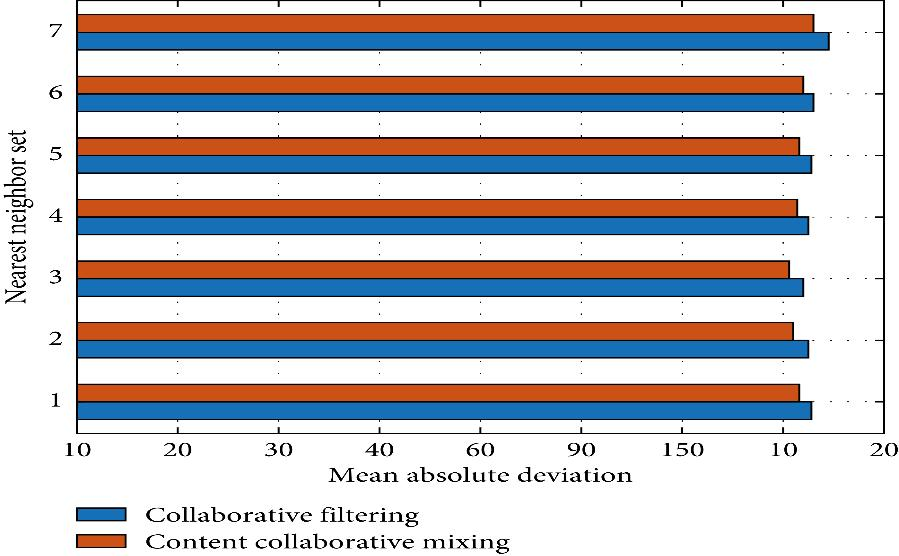 Nearest neighbor set
7
6
5
4
3
2
1
10 20 30 40 60 90 150 10 20
Mean absolute deviation
Collaborative filtering
Content collaborative mixing